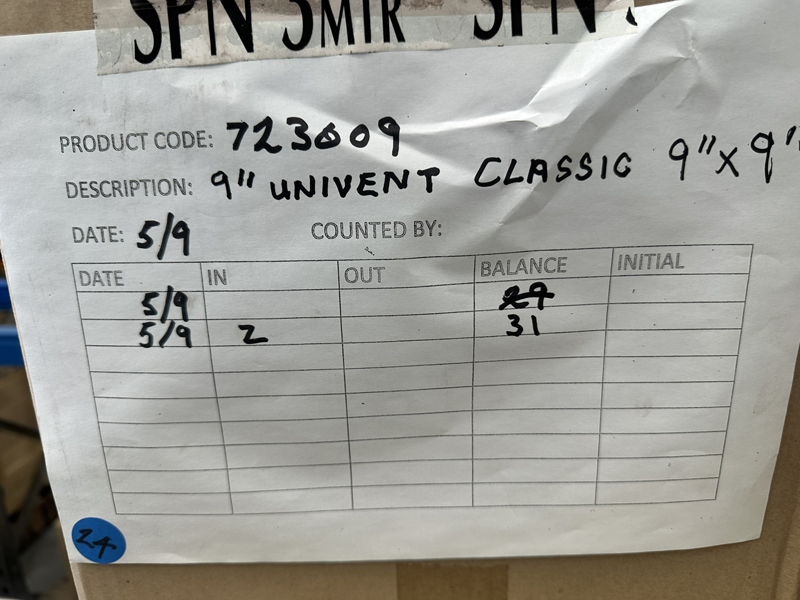 SPN 3MTR SPN
PRODUCT CODE: 723009
DESCRIPTION: 9" UNIVENT CLASSIC 9"x9"
DATE: 5/9 COUNTED BY:
DATE IN OUT BALANCE INITIAL
5/9 29
5/9 2 31
24